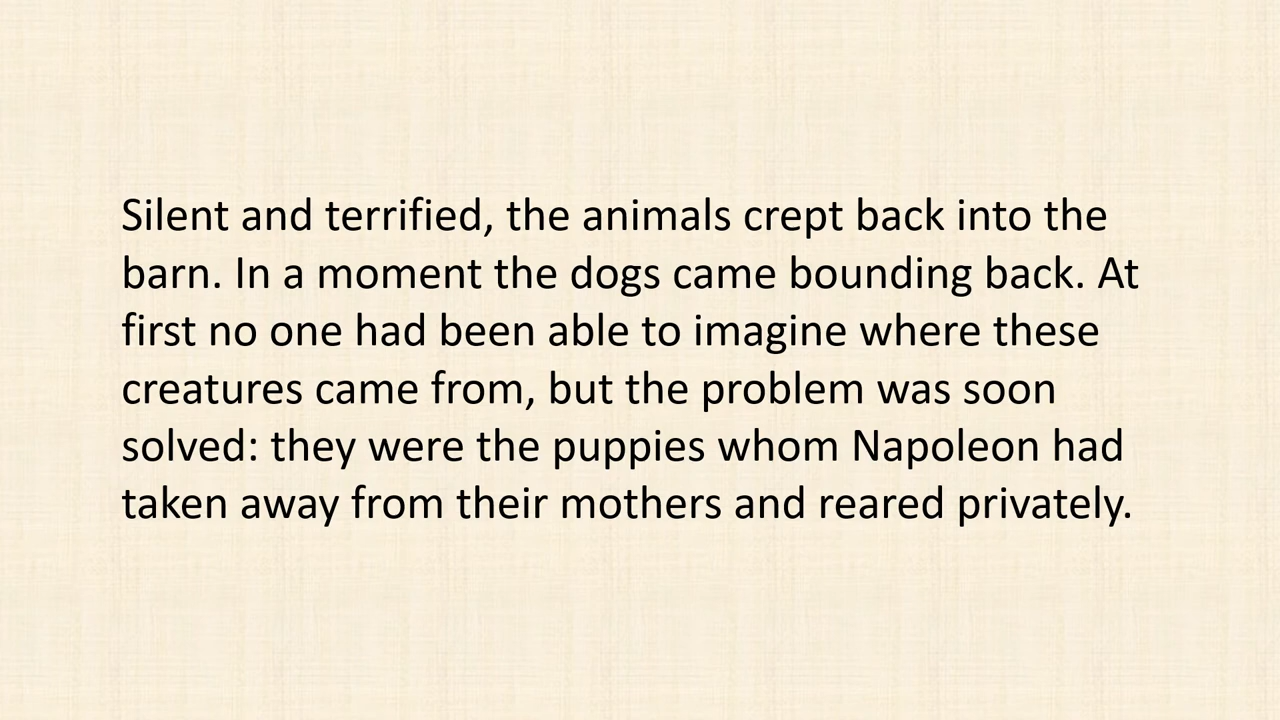 Silent and terrified, the animals crept back into the
barn. In a moment the dogs came bounding back. At
first no one had been able to imagine where these
creatures came from, but the problem was soon
solved: they were the puppies whom Napoleon had
taken away from their mothers and reared privately.